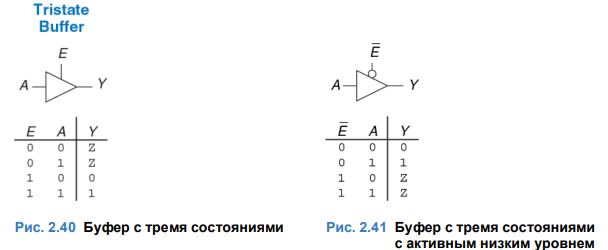 Tristate
Buffer
E
A
Y
E A Y
0 0 Z
0 1 Z
1 0 0
1 1 1
Рис. 2.40 Буфер с тремя состояниями
E̅
A
Y
E̅ A Y
0 0 0
0 1 1
1 0 Z
1 1 Z
Рис. 2.41 Буфер с тремя состояниями
с активным низким уровнем